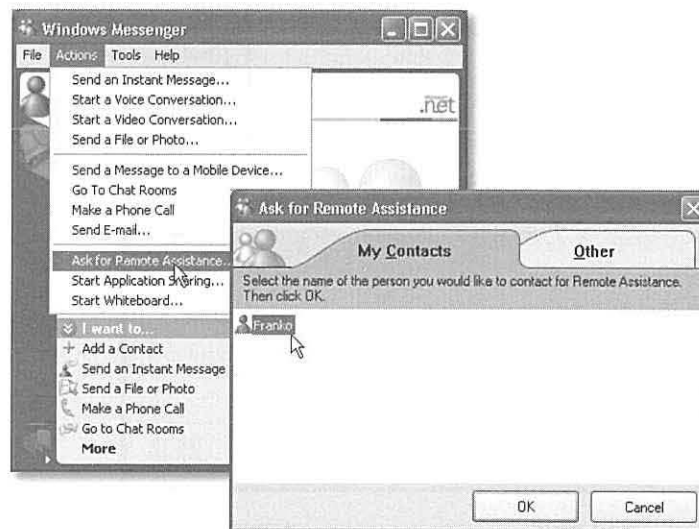 Windows Messenger
File Actions Tools Help
Send an Instant Message...
Start a Voice Conversation...
Start a Video Conversation...
Send a File or Photo...
Send a Message to a Mobile Device...
Go To Chat Rooms
Make a Phone Call
Send E-mail...
Ask for Remote Assistance...
Start Application Sharing...
Start Whiteboard...
I want to...
Add a Contact
Send an Instant Message
Send a File or Photo
Make a Phone Call
Go to Chat Rooms
More
.net
Ask for Remote Assistance
My Contacts
Other
Select the name of the person you would like to contact for Remote Assistance.
Then click OK.
Franko
OK
Cancel